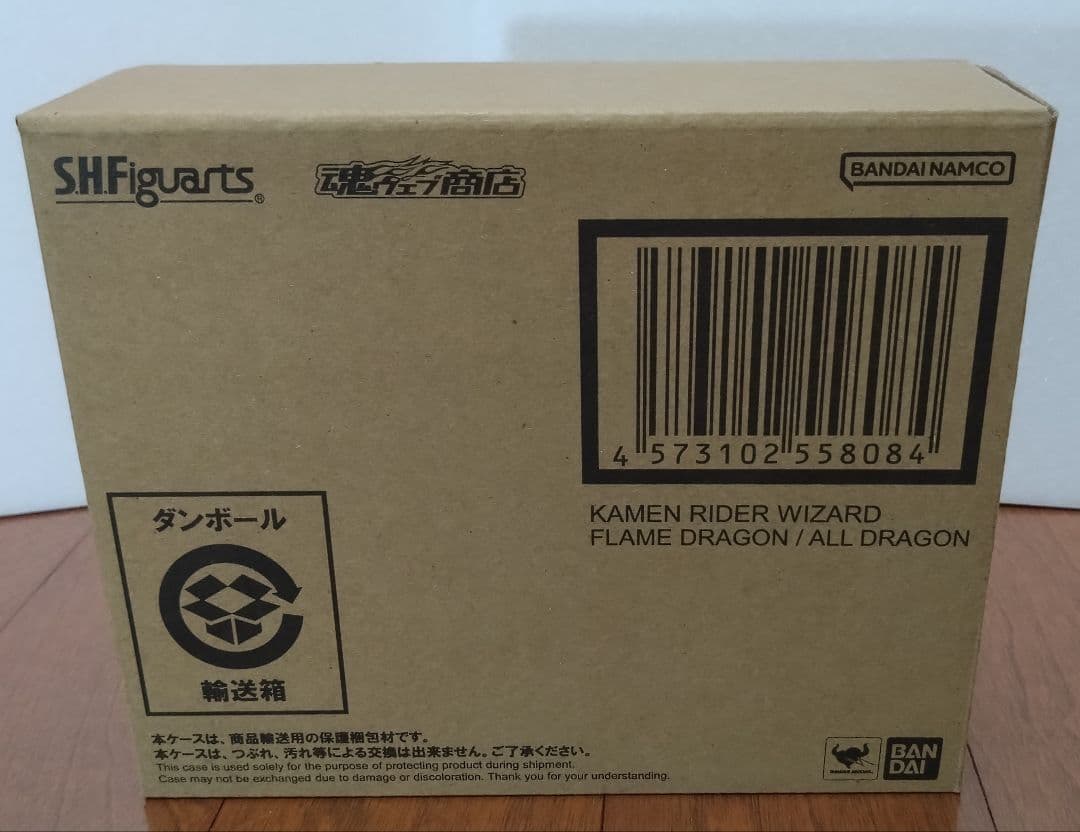 S.H.Figuarts®
魂ウェブ商店
BANDAI NAMCO
4 573102 558084
KAMEN RIDER WIZARD
FLAME DRAGON / ALL DRAGON
ダンボール
輸送箱
本ケースは、商品輸送用の保護梱包材です。
本ケースは、つぶれ、汚れ等による交換は出来ません。ご了承ください。
This case is used solely for the purpose of protecting product during shipment.
Case may not be exchanged due to damage or discoloration. Thank you for your understanding.
BAN
DAI